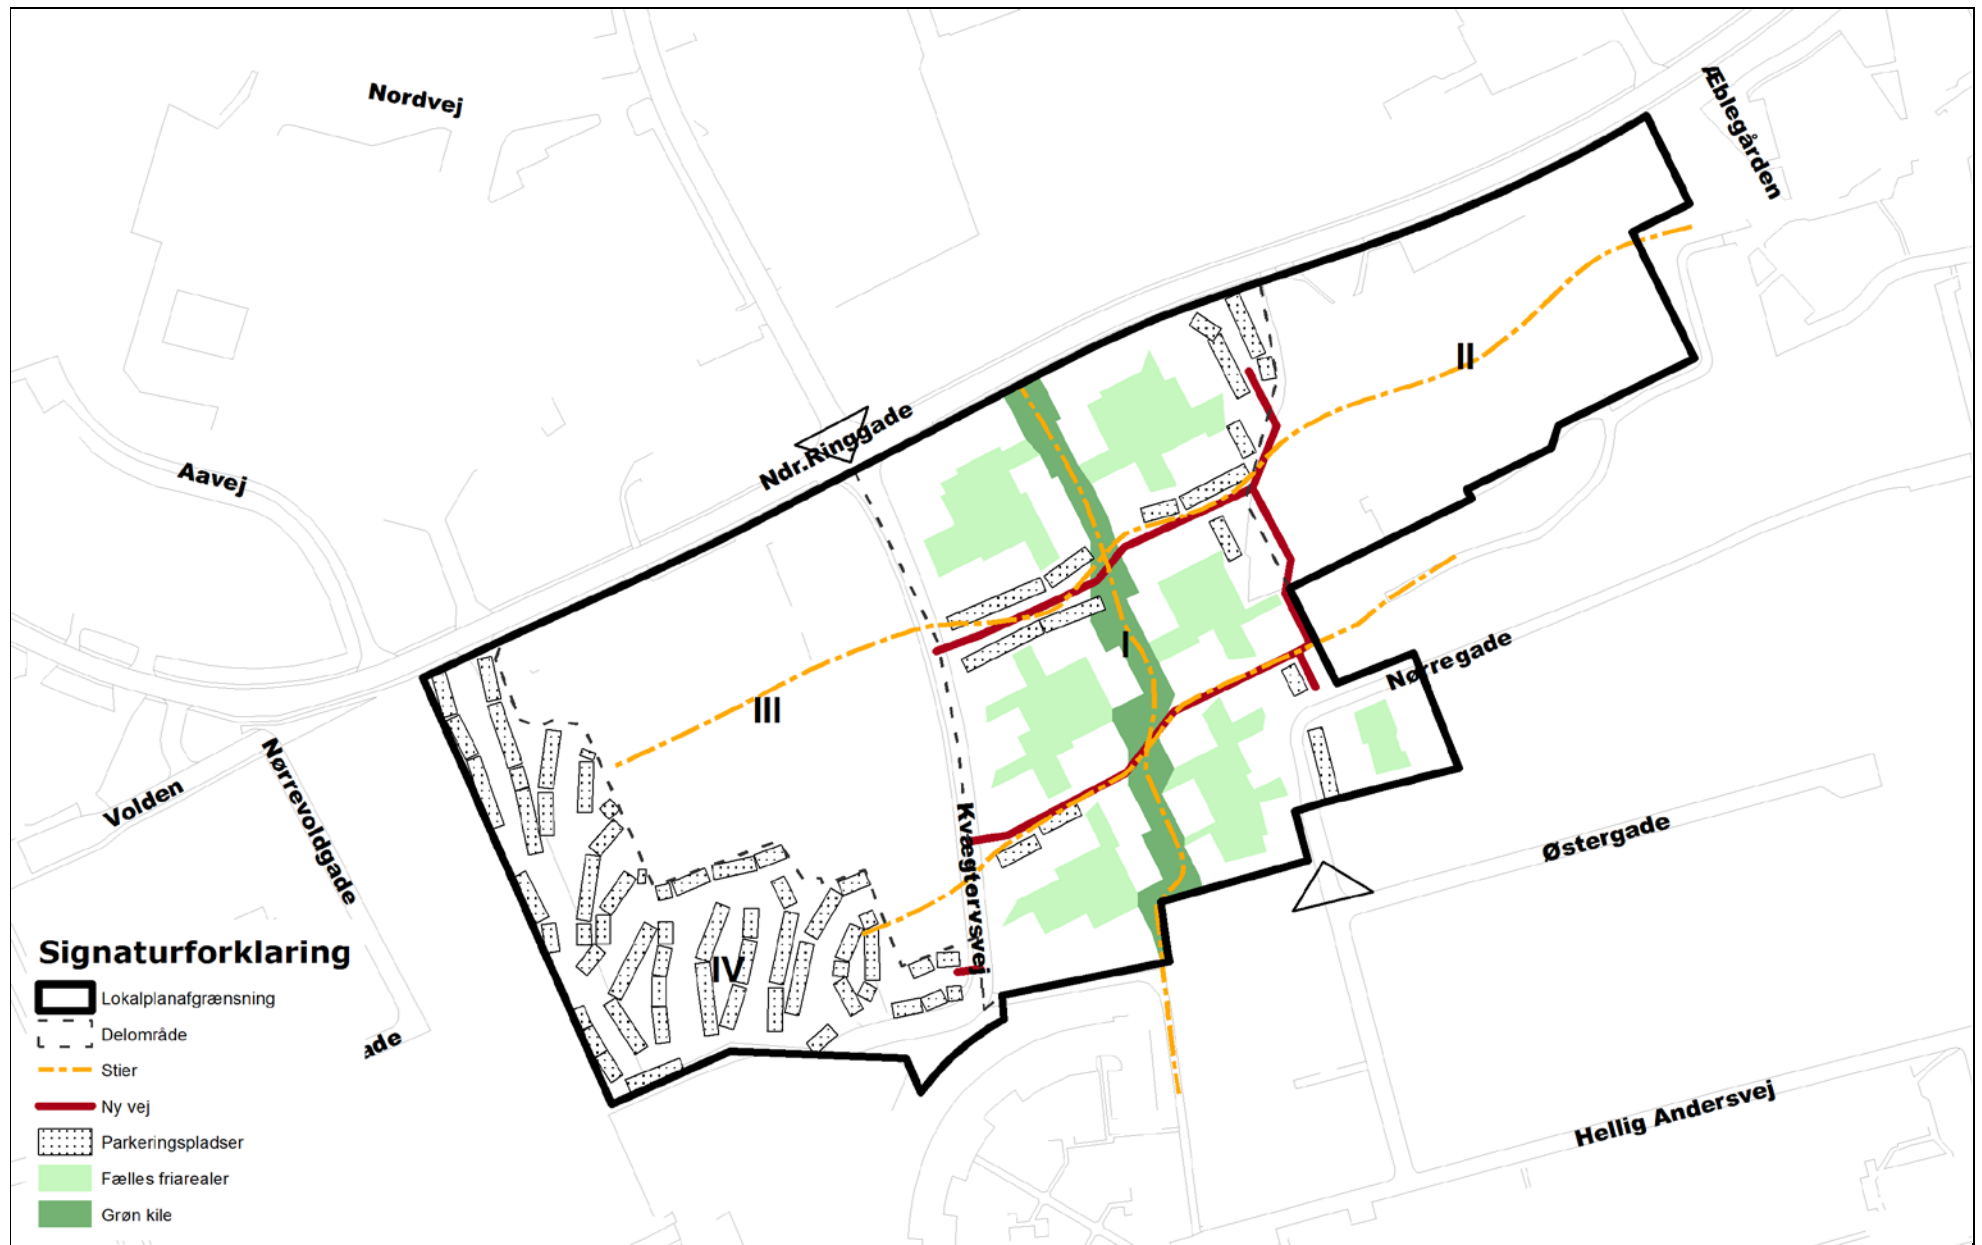 Nordvej
Æblegården
II
Ndr.Ringgade
Aavej
I
Nørregade
III
Nørrevoldgade
Volden
Kvægtorvsvej
Østergade
IV
ade
Hellig Andersvej
Signaturforklaring
Lokalplanafgrænsning
Delområde
Stier
Ny vej
Parkeringspladser
Fælles friarealer
Grøn kile